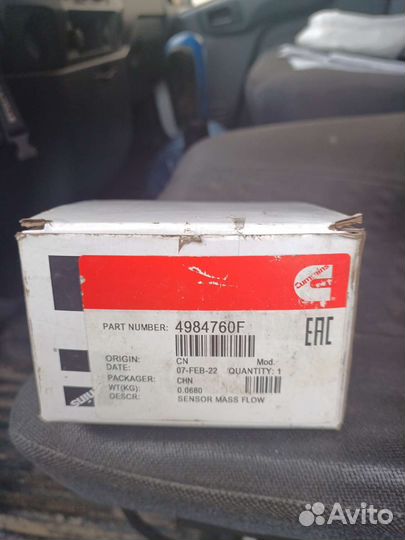 Cummins
PART NUMBER: 4984760F
EAC
ORIGIN: CN Mod.
DATE: 07-FEB-22 QUANTITY: 1
PACKAGER: CHN
WT(KG): 0.0680
DESCR: SENSOR MASS FLOW
mins
Avito